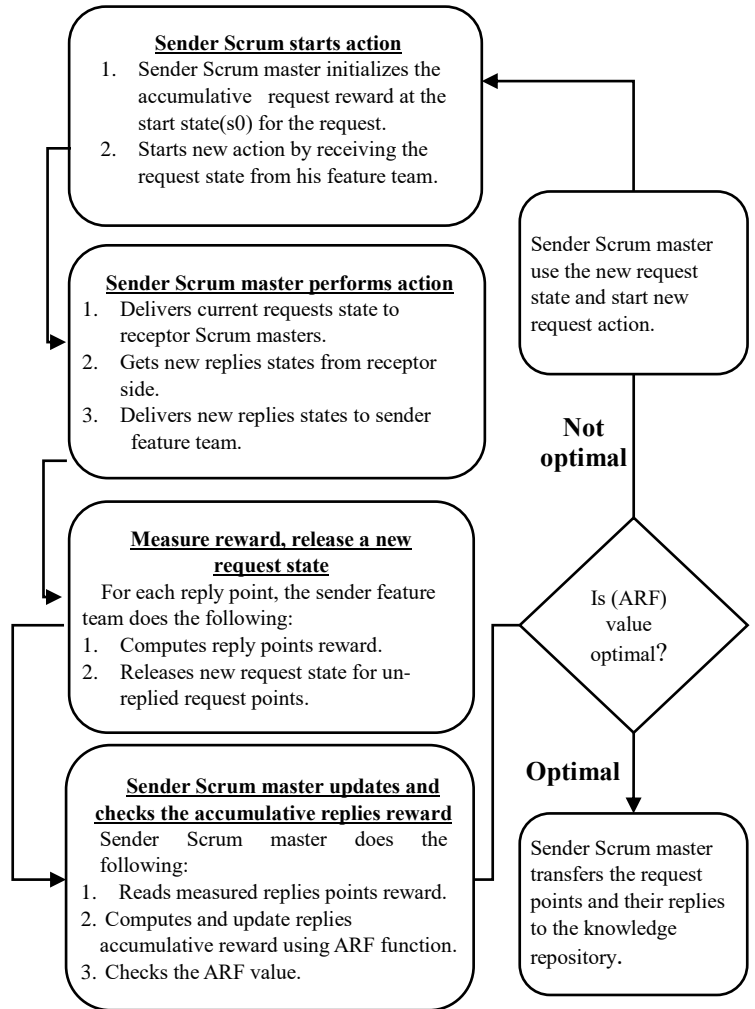 Sender Scrum starts action
1. Sender Scrum master initializes the
accumulative request reward at the
start state(s0) for the request.
2. Starts new action by receiving the
request state from his feature team.
Sender Scrum master performs action
1. Delivers current requests state to
receptor Scrum masters.
2. Gets new replies states from receptor
side.
3. Delivers new replies states to sender
feature team.
Measure reward, release a new
request state
For each reply point, the sender feature
team does the following:
1. Computes reply points reward.
2. Releases new request state for un-
replied request points.
Sender Scrum master updates and
checks the accumulative replies reward
Sender Scrum master does the
following:
1. Reads measured replies points reward.
2. Computes and update replies
accumulative reward using ARF function.
3. Checks the ARF value.
Is (ARF)
value
optimal?
Not
optimal
Sender Scrum master
use the new request
state and start new
request action.
Optimal
Sender Scrum master
transfers the request
points and their replies
to the knowledge
repository.